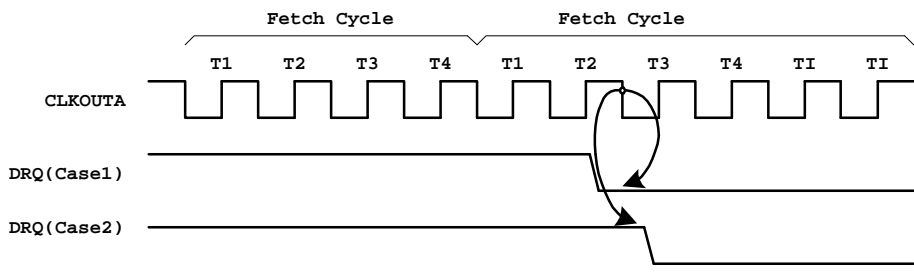 Fetch Cycle Fetch Cycle
T1 T2 T3 T4 T1 T2 T3 T4 TI TI
CLKOUTA
DRQ(Case1)
DRQ(Case2)